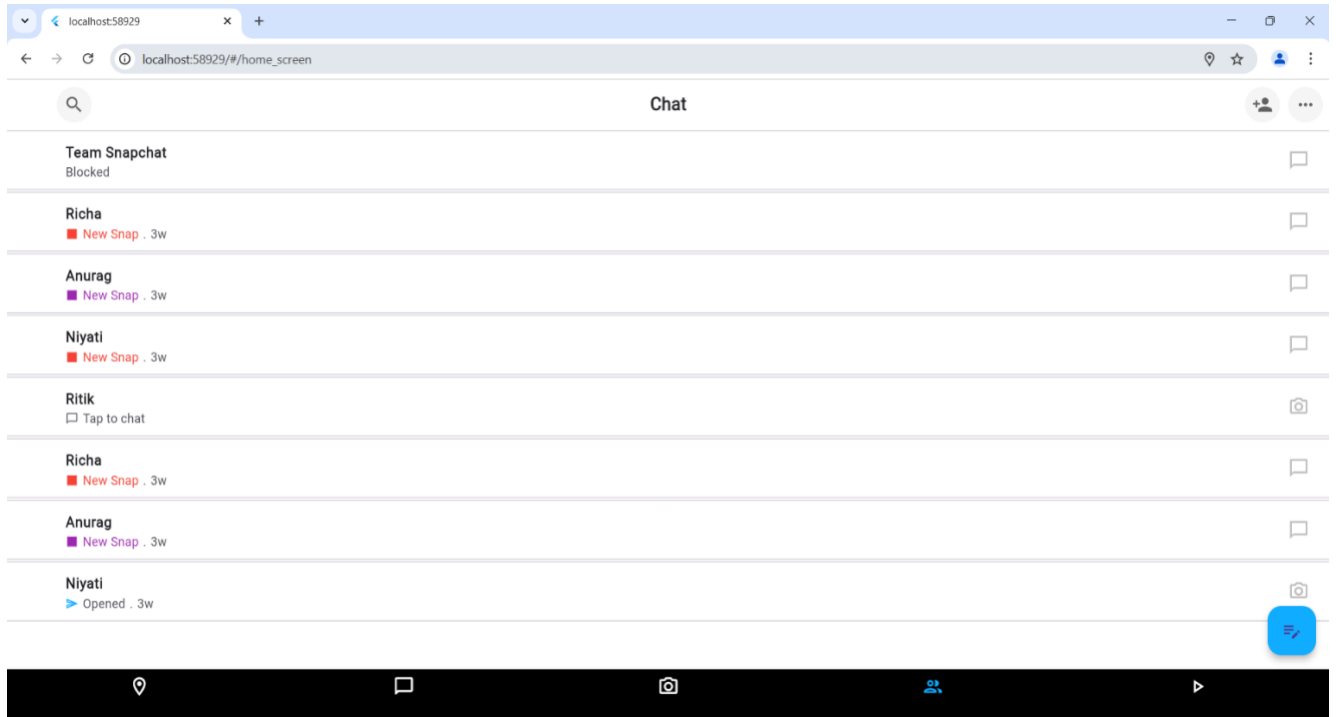 localhost:58929
localhost:58929/#/home_screen
Chat
Team Snapchat
Blocked
Richa
New Snap . 3w
Anurag
New Snap . 3w
Niyati
New Snap . 3w
Ritik
Tap to chat
Richa
New Snap . 3w
Anurag
New Snap . 3w
Niyati
Opened . 3w